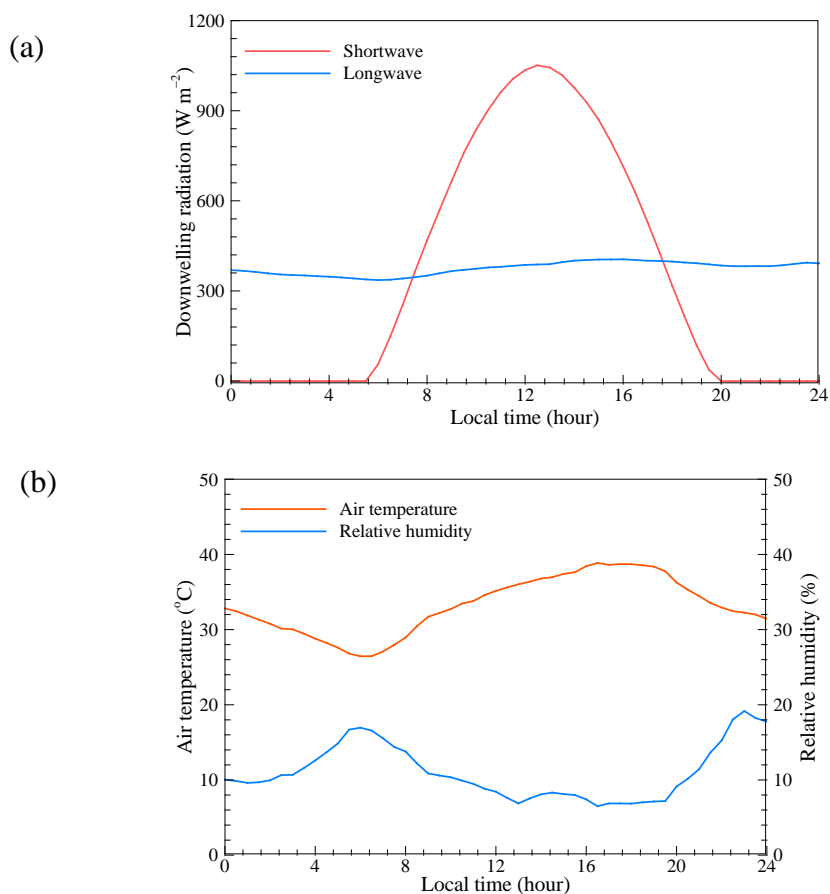 (a)
Downwelling radiation (W m⁻²)
1200
900
600
300
0
Shortwave
Longwave
0 4 8 12 16 20 24
Local time (hour)
(b)
Air temperature (°C)
50
40
30
20
10
0
Air temperature
Relative humidity
50
40
30
20
10
0
Relative humidity (%)
0 4 8 12 16 20 24
Local time (hour)